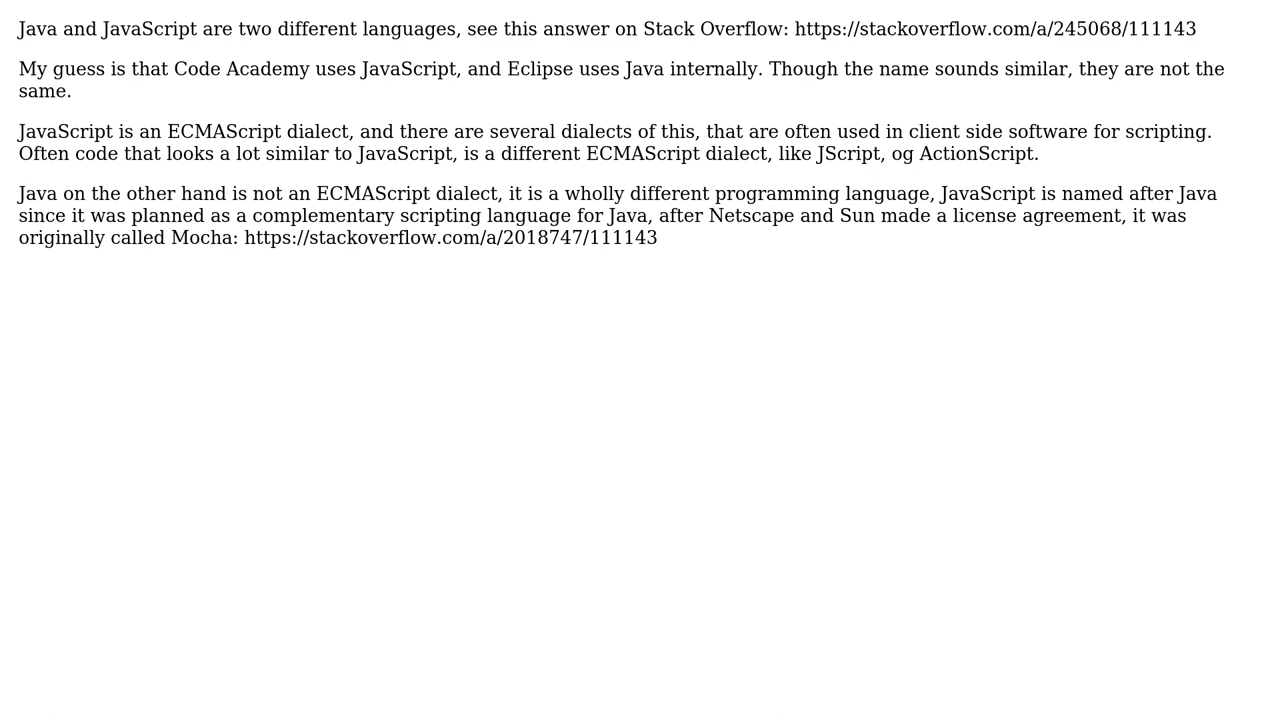 Java and JavaScript are two different languages, see this answer on Stack Overflow: https://stackoverflow.com/a/245068/111143
My guess is that Code Academy uses JavaScript, and Eclipse uses Java internally. Though the name sounds similar, they are not the
same.
JavaScript is an ECMAScript dialect, and there are several dialects of this, that are often used in client side software for scripting.
Often code that looks a lot similar to JavaScript, is a different ECMAScript dialect, like JScript, og ActionScript.
Java on the other hand is not an ECMAScript dialect, it is a wholly different programming language, JavaScript is named after Java
since it was planned as a complementary scripting language for Java, after Netscape and Sun made a license agreement, it was
originally called Mocha: https://stackoverflow.com/a/2018747/111143